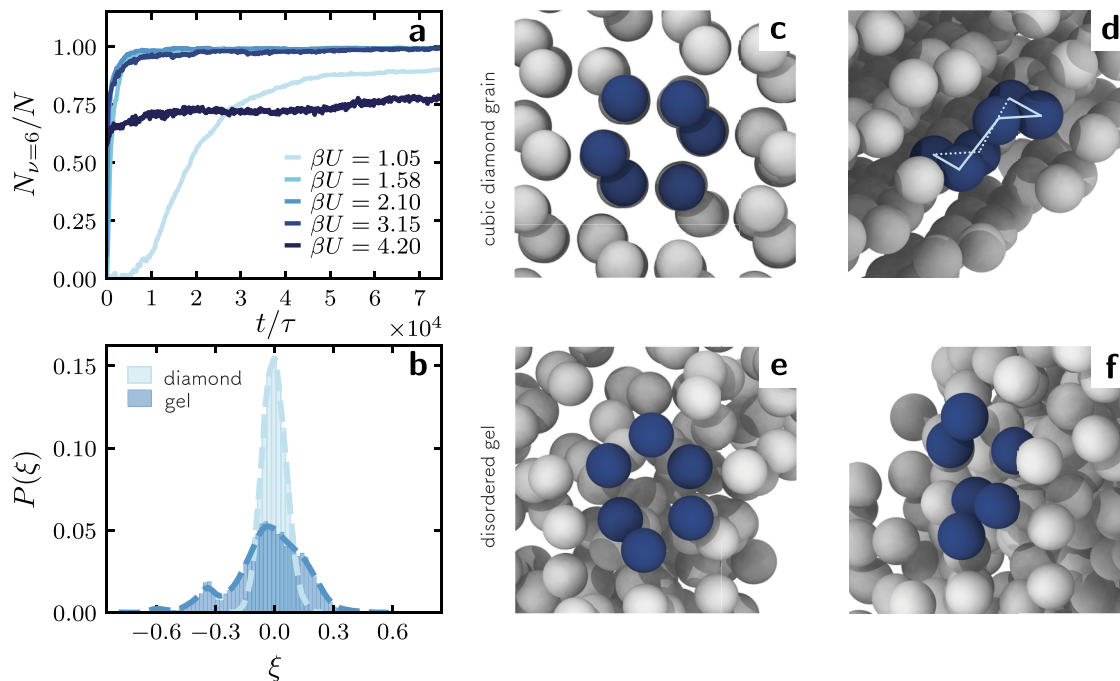 a
1.00
0.75
0.50
0.25
0.00
N_{ν=6}/N
βU = 1.05
βU = 1.58
βU = 2.10
βU = 3.15
βU = 4.20
0 1 2 3 4 5 6 7
t/τ
×10⁴
b
0.15
0.10
0.05
0.00
P(ξ)
diamond
gel
−0.6 −0.3 0.0 0.3 0.6
ξ
cubic diamond grain
c
d
disordered gel
e
f